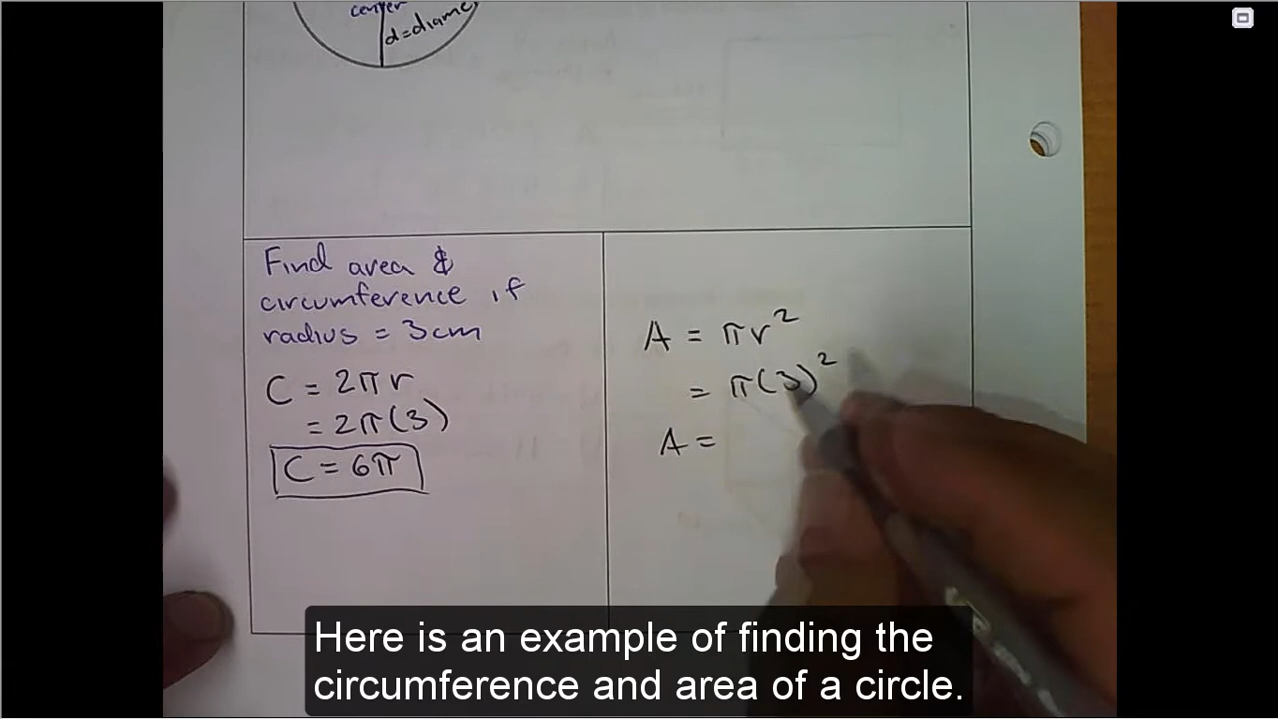 center
d=diame
Find area &
circumference if
radius = 3cm
C = 2πr
= 2π(3)
C = 6π
A = πr²
= π(3)²
A =
Here is an example of finding the
circumference and area of a circle.